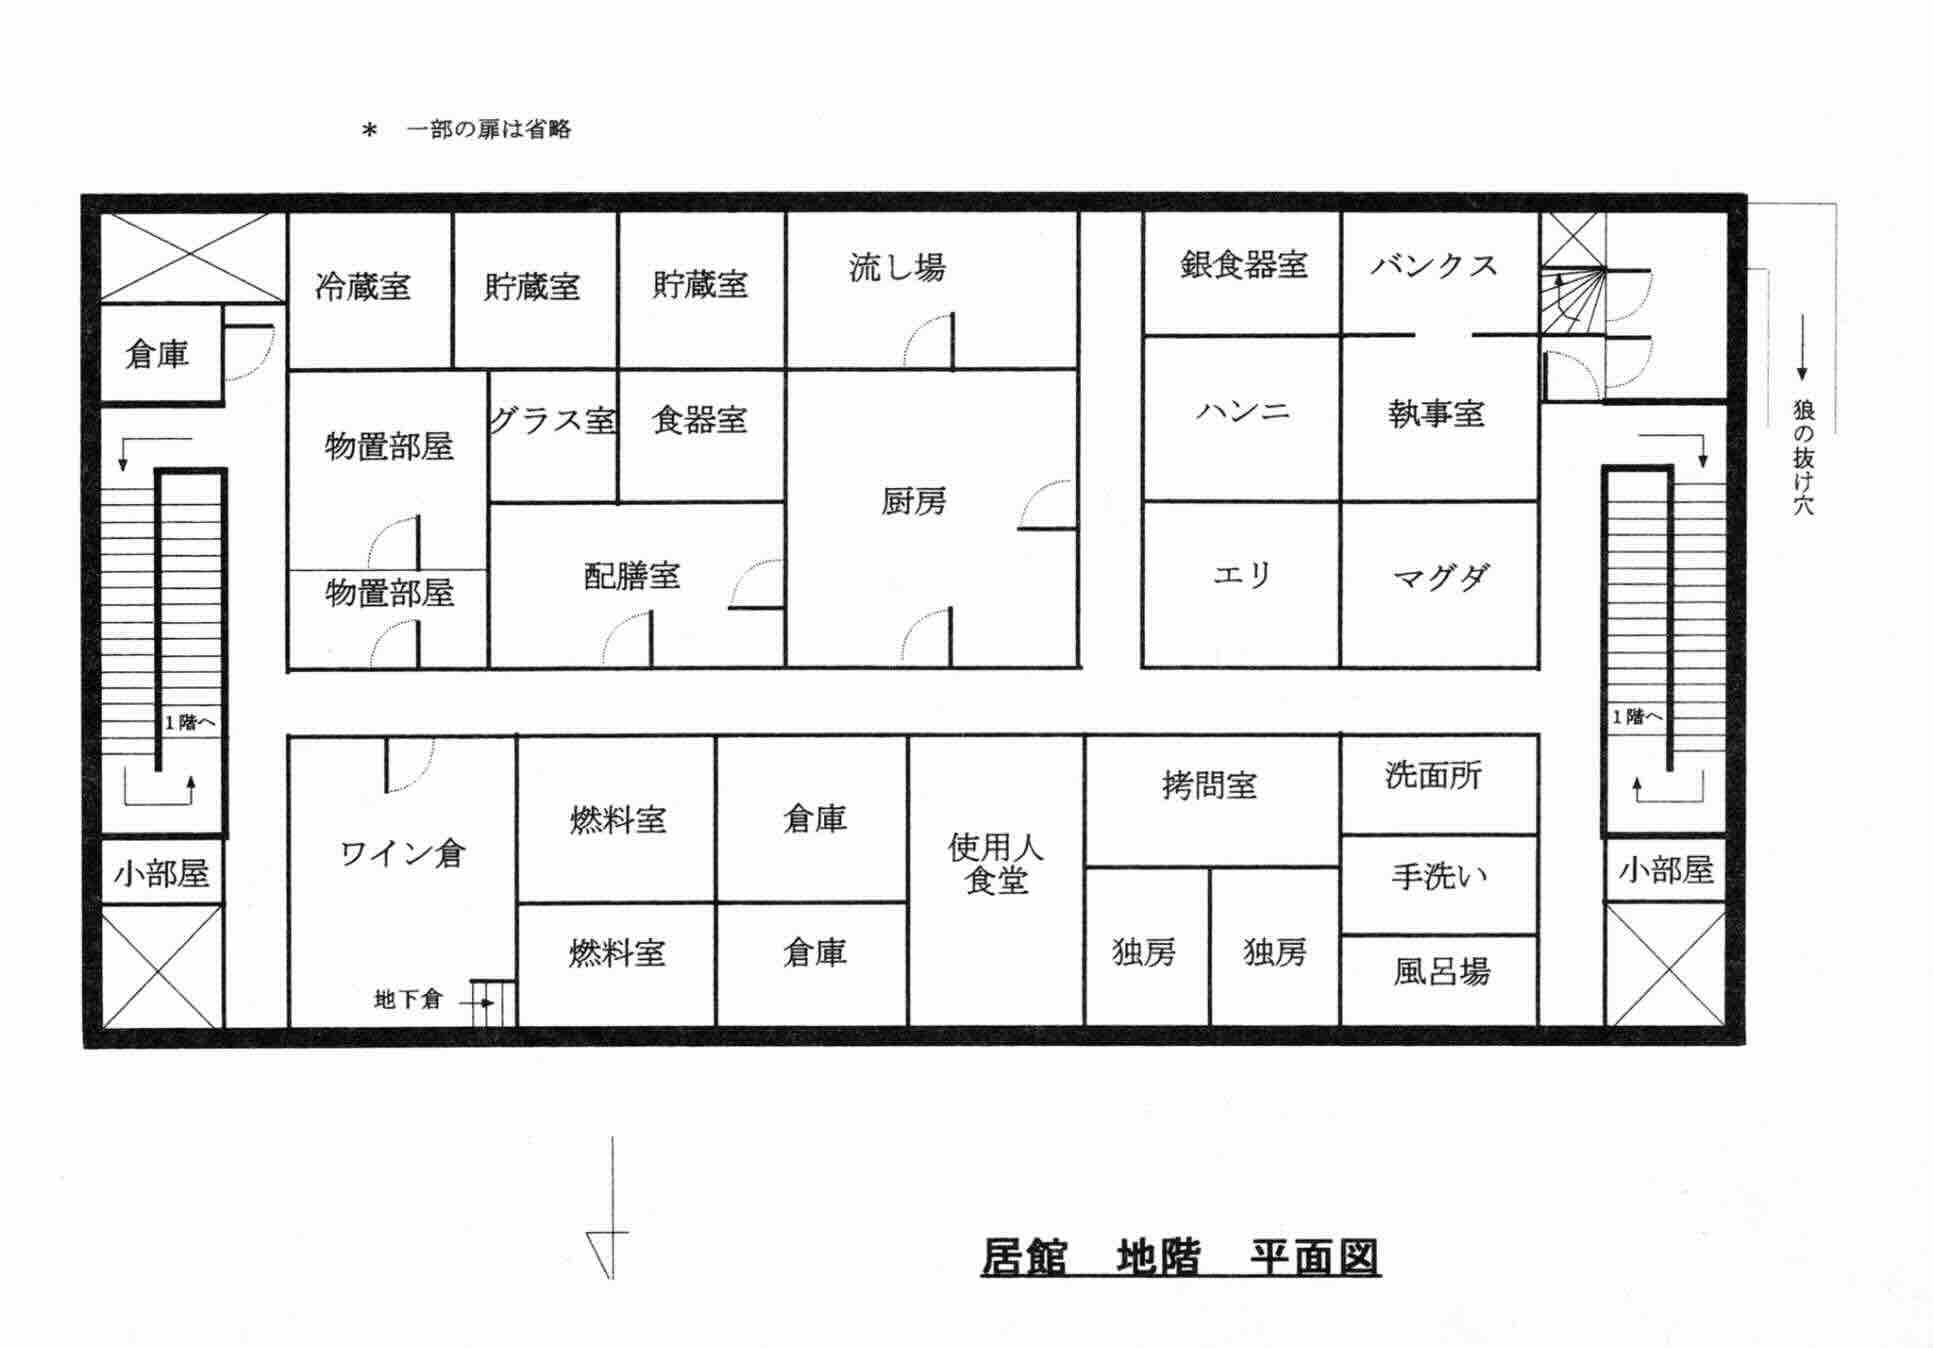 ＊　一部の扉は省略
冷蔵室
貯蔵室
貯蔵室
流し場
銀食器室
バンクス
倉庫
物置部屋
グラス室
食器室
厨房
ハンニ
執事室
狼の抜け穴
物置部屋
配膳室
エリ
マグダ
1階へ
1階へ
ワイン倉
燃料室
倉庫
使用人
食堂
拷問室
洗面所
手洗い
小部屋
小部屋
燃料室
倉庫
独房
独房
風呂場
地下倉
居館　地階　平面図